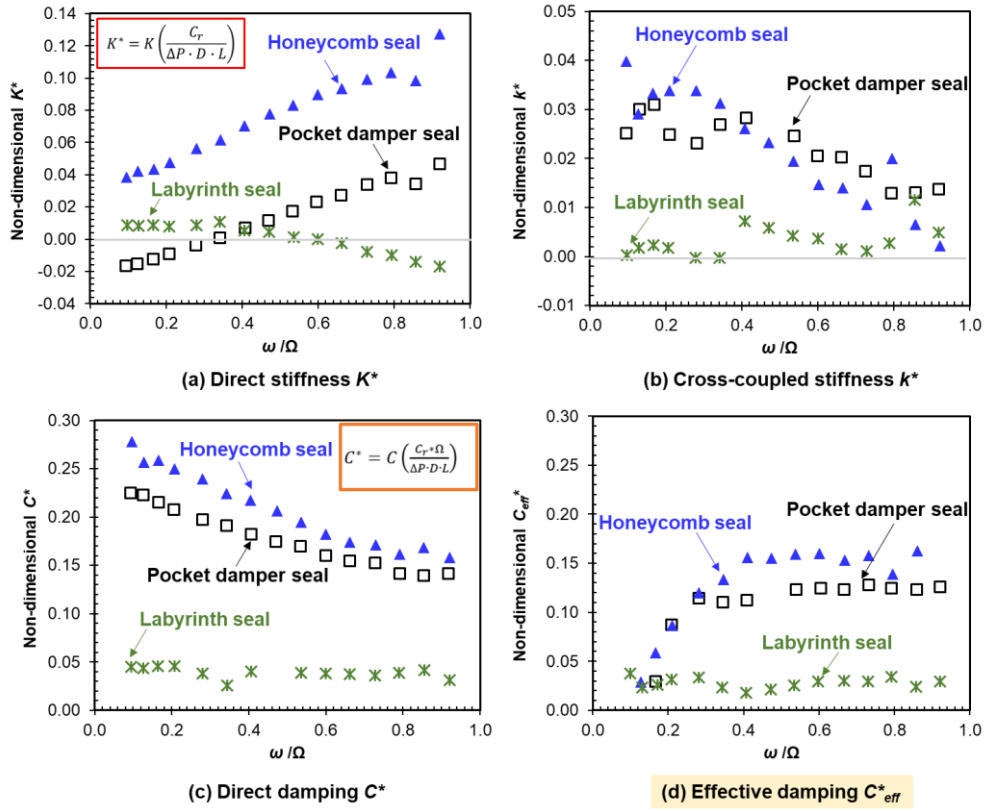 0.14
0.12
0.10
0.08
0.06
0.04
0.02
0.00
-0.02
-0.04
Non-dimensional K*
K* = K(C_r / ΔP · D · L)
Honeycomb seal
Pocket damper seal
Labyrinth seal
0.0 0.2 0.4 0.6 0.8 1.0
ω /Ω
(a) Direct stiffness K*
0.05
0.04
0.03
0.02
0.01
0.00
-0.01
Non-dimensional k*
Honeycomb seal
Pocket damper seal
Labyrinth seal
0.0 0.2 0.4 0.6 0.8 1.0
ω /Ω
(b) Cross-coupled stiffness k*
0.30
0.25
0.20
0.15
0.10
0.05
0.00
Non-dimensional C*
Honeycomb seal
C* = C(C_r*Ω / ΔP·D·L)
Pocket damper seal
Labyrinth seal
0.0 0.2 0.4 0.6 0.8 1.0
ω /Ω
(c) Direct damping C*
0.30
0.25
0.20
0.15
0.10
0.05
0.00
Non-dimensional C_eff*
Pocket damper seal
Honeycomb seal
Labyrinth seal
0.0 0.2 0.4 0.6 0.8 1.0
ω /Ω
(d) Effective damping C*_eff